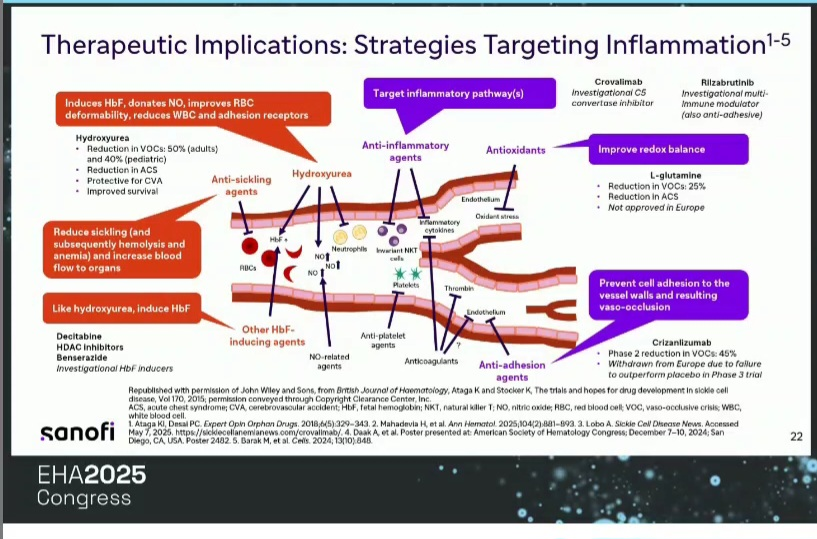 Therapeutic Implications: Strategies Targeting Inflammation1-5
Induces HbF, donates NO, improves RBC
deformability, reduces WBC and adhesion receptors
Target inflammatory pathway(s)
Crovalimab
Investigational C5
convertase inhibitor
Rilzabrutinib
Investigational multi-
immune modulator
(also anti-adhesive)
Hydroxyurea
• Reduction in VOCs: 50% (adults)
and 40% (pediatric)
• Reduction in ACS
• Protective for CVA
• Improved survival
Anti-sickling
agents
Hydroxyurea
Anti-inflammatory
agents
Antioxidants
Improve redox balance
L-glutamine
• Reduction in VOCs: 25%
• Reduction in ACS
• Not approved in Europe
Reduce sickling (and
subsequently hemolysis and
anemia) and increase blood
flow to organs
Endothelium
Oxidant stress
Inflammatory
cytokines
HbF+
Neutrophils
Invariant NKT
cells
RBCs
NO
NO
NO
Platelets
Thrombin
Endothelium
?
Like hydroxyurea, induce HbF
Decitabine
HDAC inhibitors
Benserazide
Investigational HbF inducers
Other HbF-
inducing agents
NO-related
agents
Anti-platelet
agents
Anticoagulants
Anti-adhesion
agents
Prevent cell adhesion to the
vessel walls and resulting
vaso-occlusion
Crizanlizumab
• Phase 2 reduction in VOCs: 45%
• Withdrawn from Europe due to failure
to outperform placebo in Phase 3 trial
Republished with permission of John Wiley and Sons, from British Journal of Haematology, Ataga K and Stocker K, The trials and hopes for drug development in sickle cell
disease, Vol 170, 2015; permission conveyed through Copyright Clearance Center, Inc.
ACS, acute chest syndrome; CVA, cerebrovascular accident; HbF, fetal hemoglobin; NKT, natural killer T; NO, nitric oxide; RBC, red blood cell; VOC, vaso-occlusive crisis; WBC,
white blood cell.
1. Ataga KI, Desai PC. Expert Opin Orphan Drugs. 2018;6(5):329-343. 2. Mahadevia H, et al. Ann Hematol. 2025;104(2):881-893. 3. Lobo A. Sickle Cell Disease News. Accessed
May 7, 2025. https://sicklecellanemianews.com/crovalimab/. 4. Daak A, et al. Poster presented at: American Society of Hematology Congress; December 7-10, 2024; San
Diego, CA, USA. Poster 2482. 5. Barak M, et al. Cells. 2024; 13(10):848.
sanofi
22
EHA2025
Congress